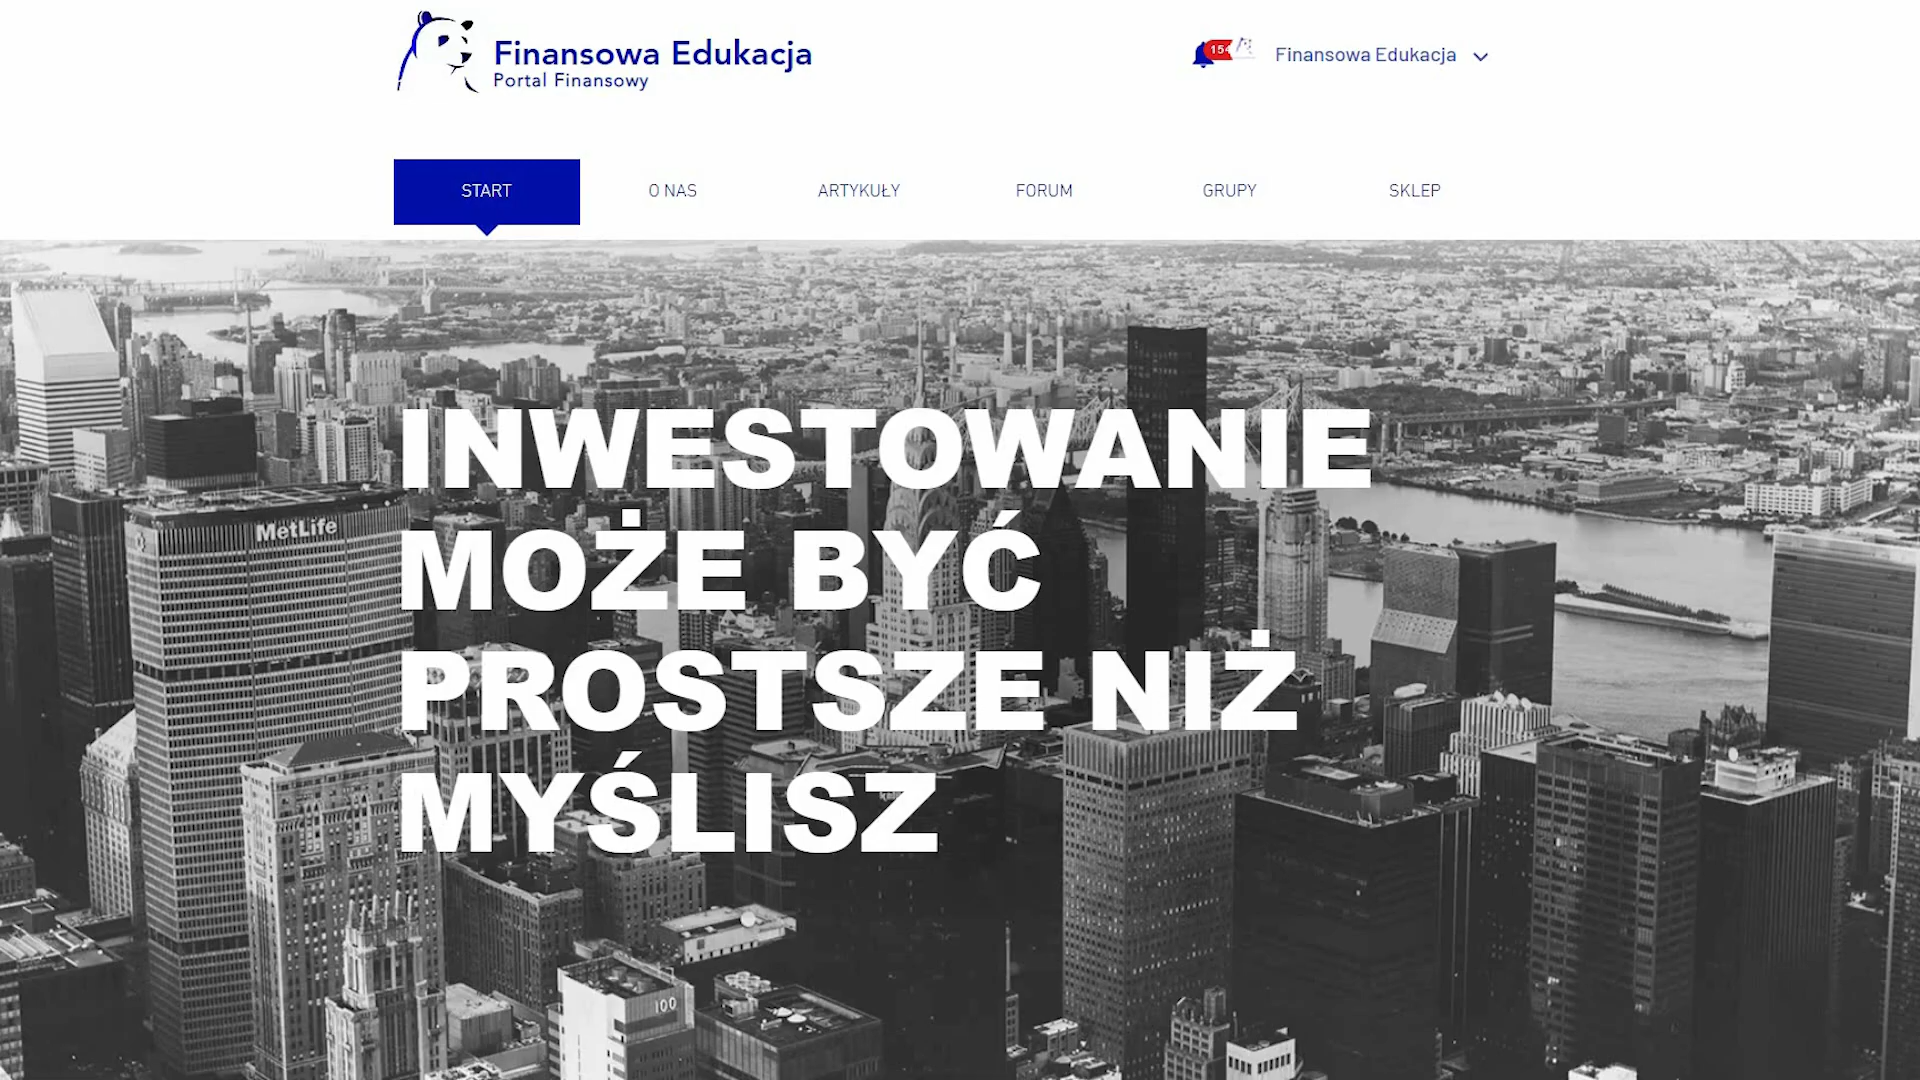 Finansowa Edukacja
Portal Finansowy
Finansowa Edukacja
START
O NAS
ARTYKUŁY
FORUM
GRUPY
SKLEP
INWESTOWANIE
MOŻE BYĆ
PROSTSZE NIŻ
MYŚLISZ
MetLife
100